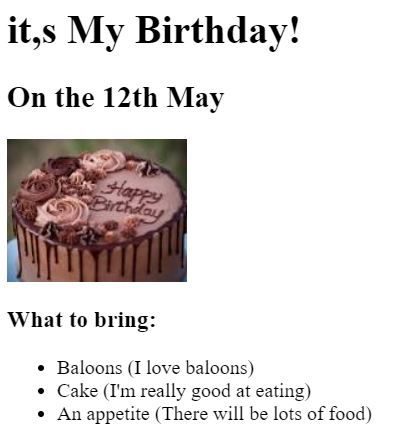 it,s My Birthday!
On the 12th May
Happy
Birthday
What to bring:
Baloons (I love baloons)
Cake (I'm really good at eating)
An appetite (There will be lots of food)